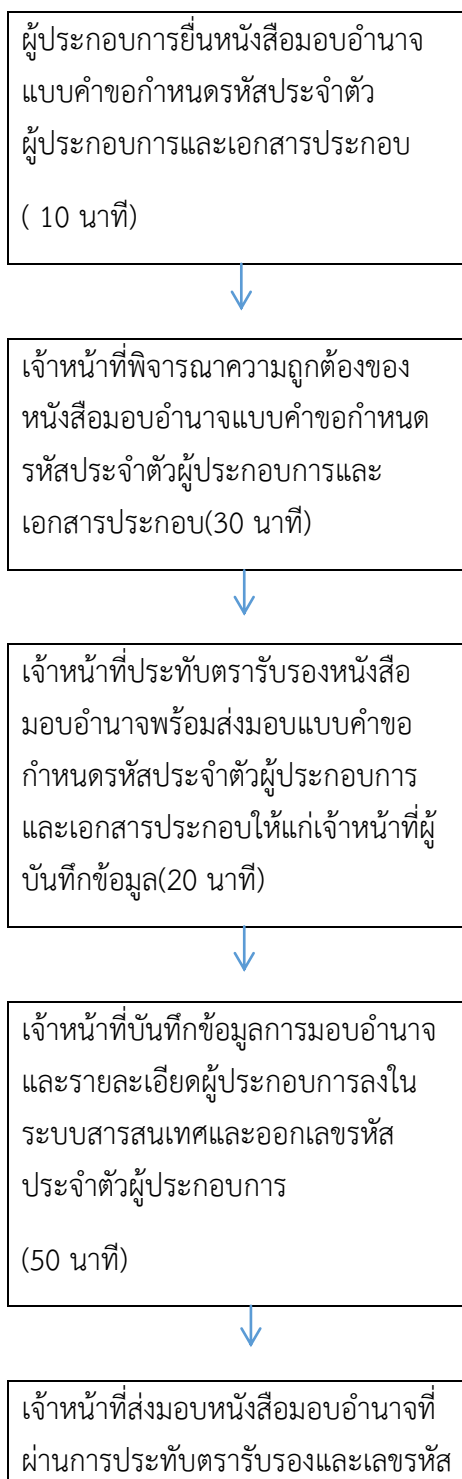 ผู้ประกอบการยื่นหนังสือมอบอำนาจ
แบบคำขอกำหนดรหัสประจำตัว
ผู้ประกอบการและเอกสารประกอบ
( 10 นาที)
เจ้าหน้าที่พิจารณาความถูกต้องของ
หนังสือมอบอำนาจแบบคำขอกำหนด
รหัสประจำตัวผู้ประกอบการและ
เอกสารประกอบ(30 นาที)
เจ้าหน้าที่ประทับตรารับรองหนังสือ
มอบอำนาจพร้อมส่งมอบแบบคำขอ
กำหนดรหัสประจำตัวผู้ประกอบการ
และเอกสารประกอบให้แก่เจ้าหน้าที่ผู้
บันทึกข้อมูล(20 นาที)
เจ้าหน้าที่บันทึกข้อมูลการมอบอำนาจ
และรายละเอียดผู้ประกอบการลงใน
ระบบสารสนเทศและออกเลขรหัส
ประจำตัวผู้ประกอบการ
(50 นาที)
เจ้าหน้าที่ส่งมอบหนังสือมอบอำนาจที่
ผ่านการประทับตรารับรองและเลขรหัส